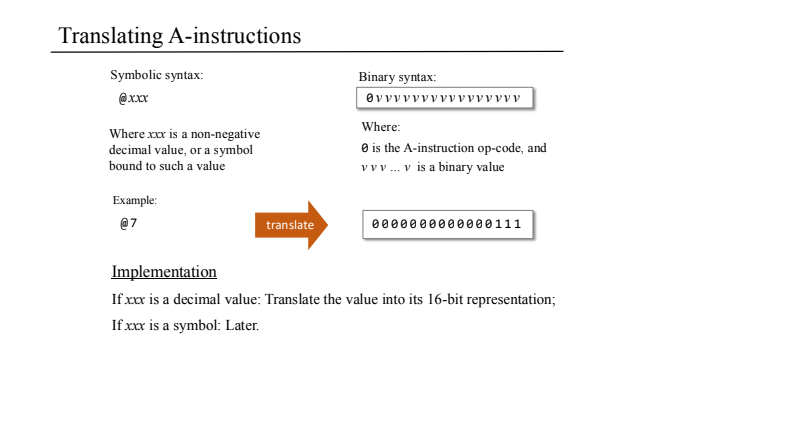 Translating A-instructions
Symbolic syntax:
@xxx
Where xxx is a non-negative
decimal value, or a symbol
bound to such a value
Binary syntax:
0 v v v v v v v v v v v v v v v
Where:
0 is the A-instruction op-code, and
v v v ... v is a binary value
Example:
@7
translate
0000000000000111
Implementation
If xxx is a decimal value: Translate the value into its 16-bit representation;
If xxx is a symbol: Later.